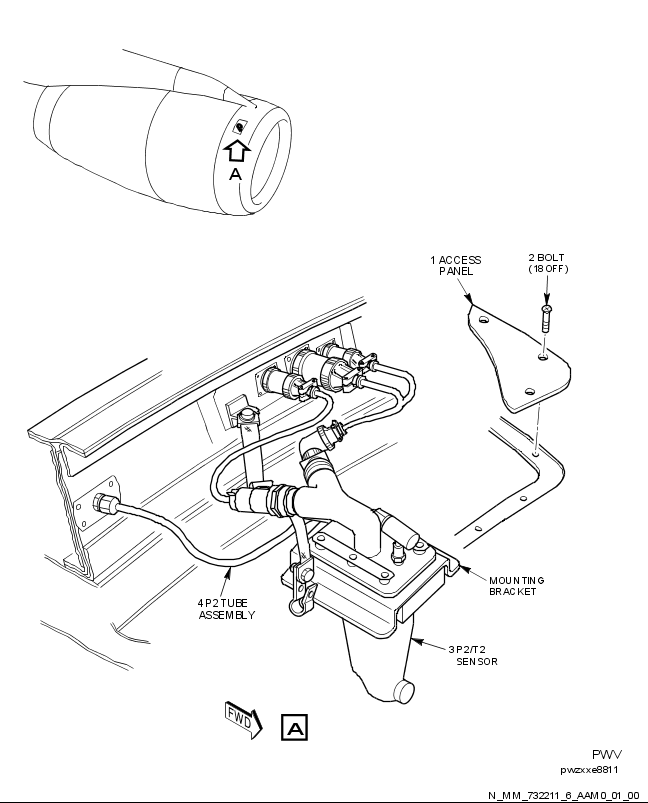 A
1 ACCESS
PANEL
2 BOLT
(18 OFF)
4 P2 TUBE
ASSEMBLY
MOUNTING
BRACKET
3 P2/T2
SENSOR
FWD
A
PWV
pwzxxe8811
N_MM_732211_6_AAM0_01_00